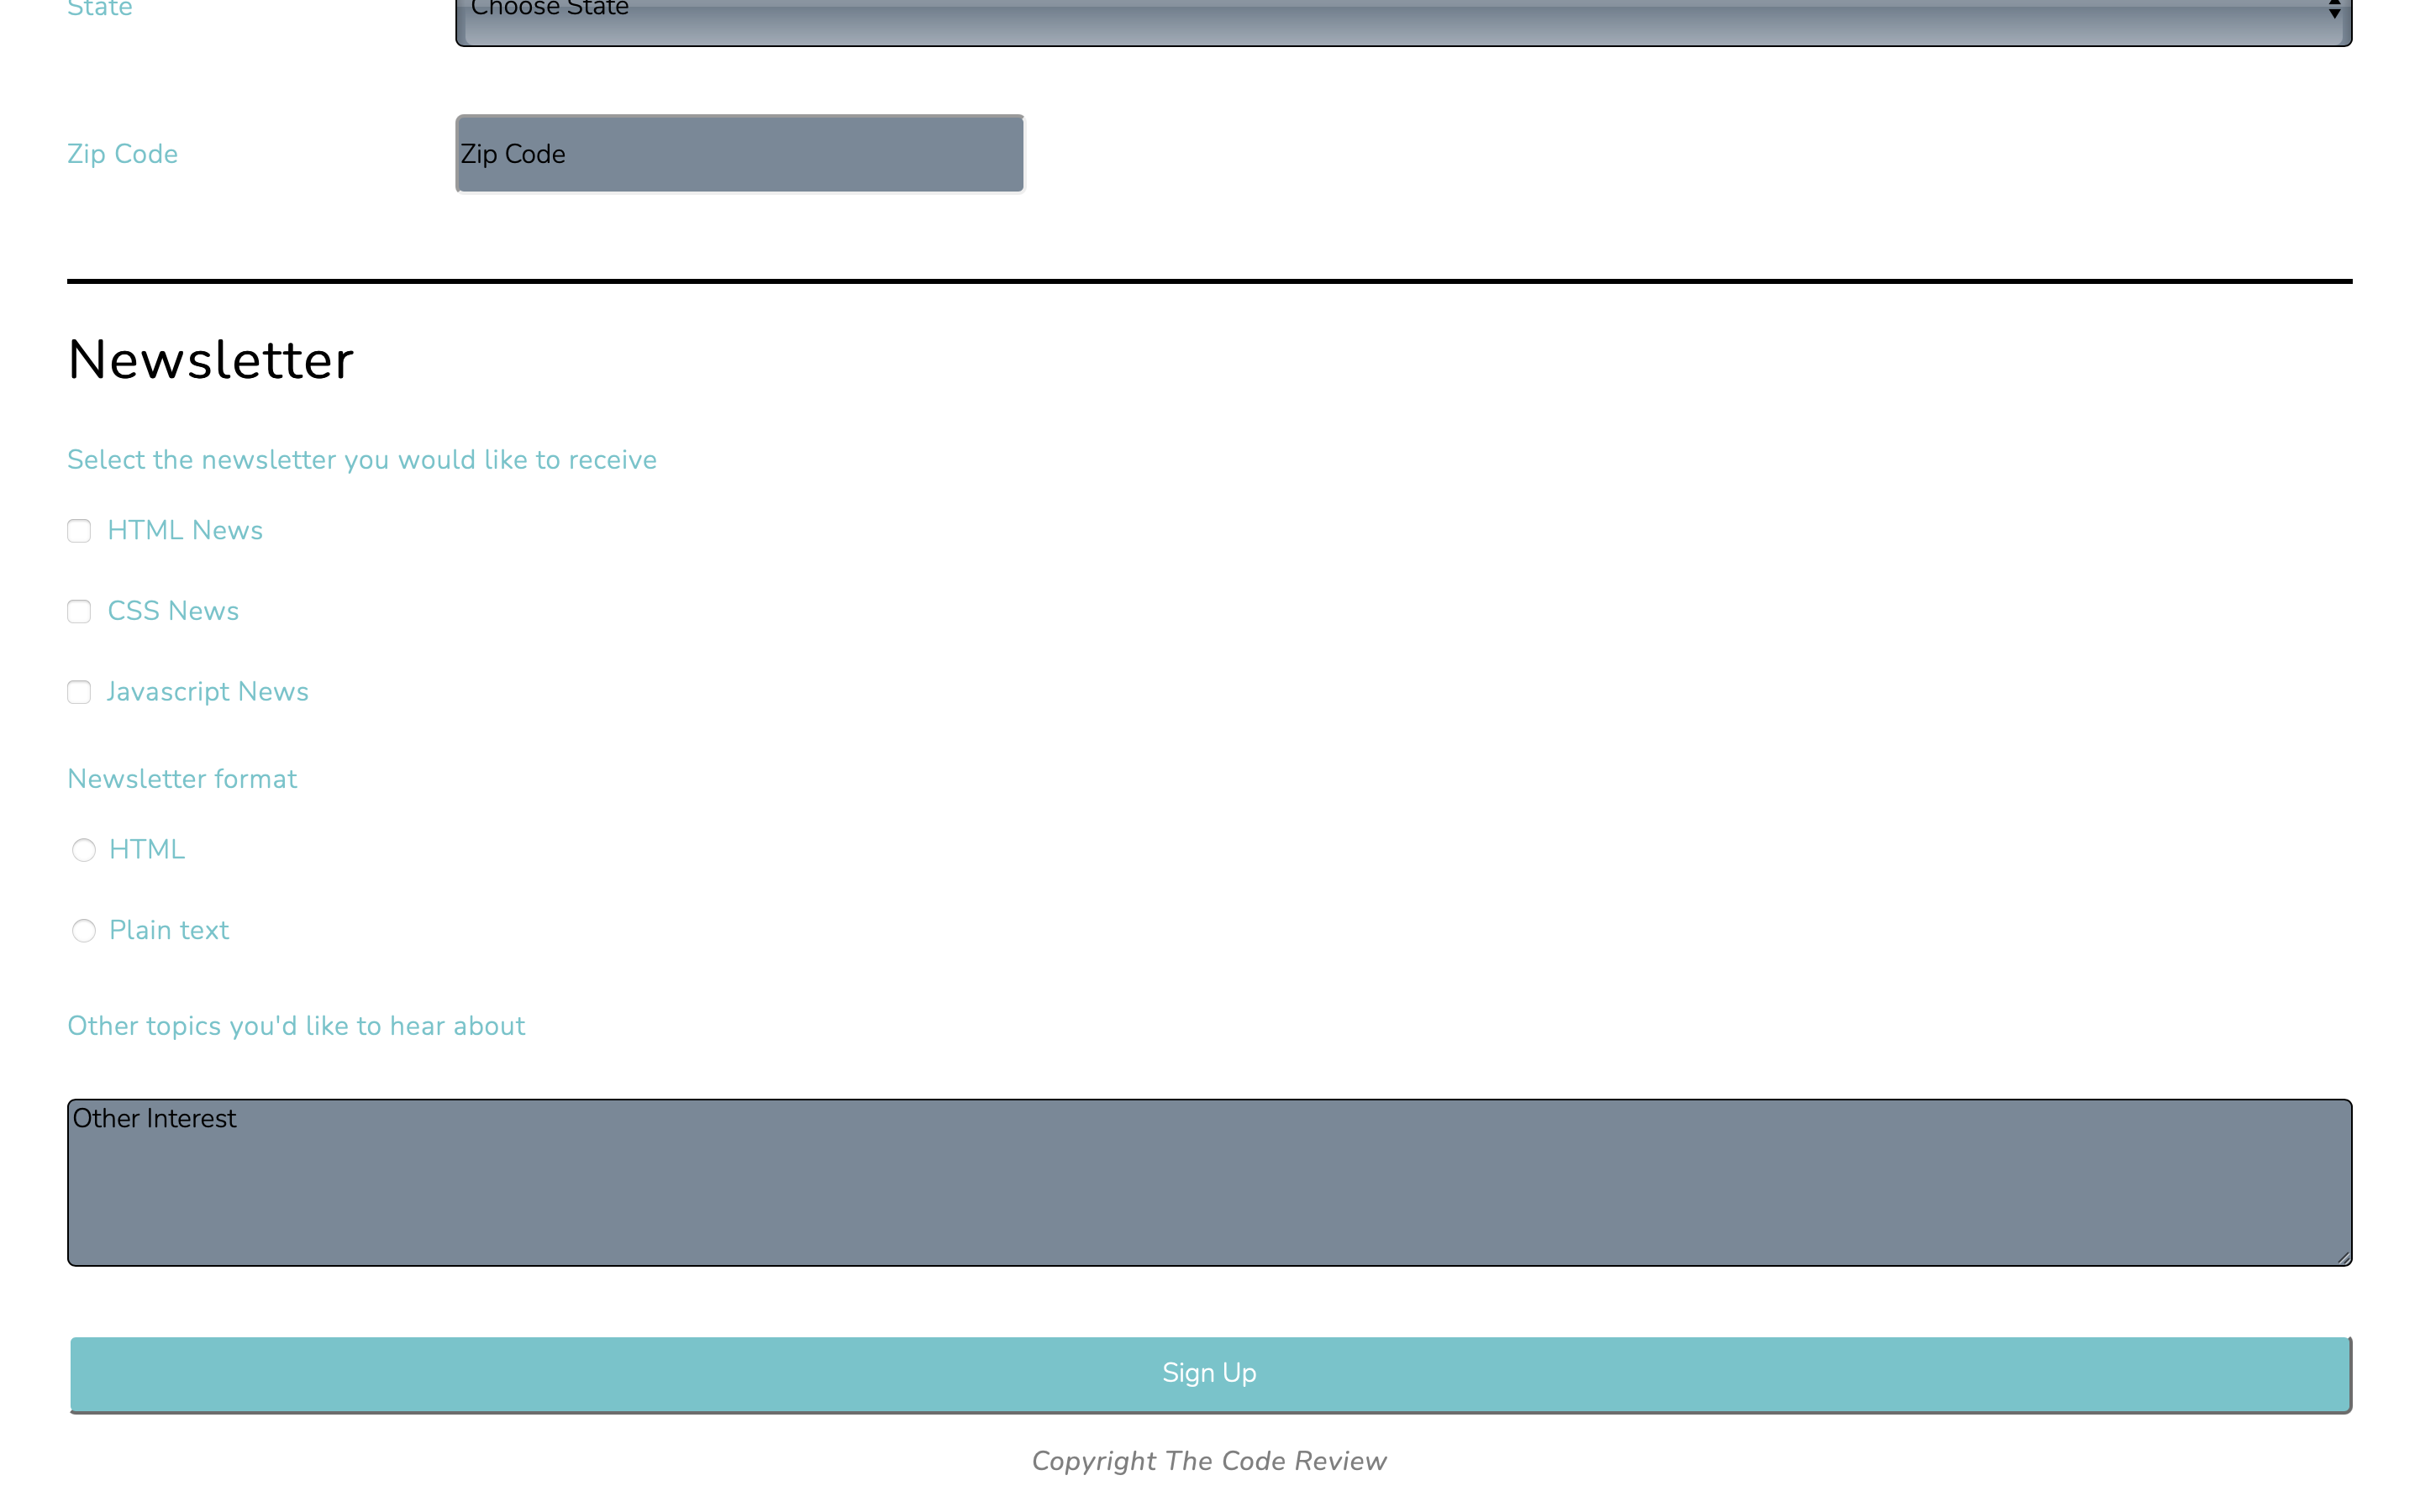 State
Choose State
Zip Code
Zip Code
Newsletter
Select the newsletter you would like to receive
HTML News
CSS News
Javascript News
Newsletter format
HTML
Plain text
Other topics you'd like to hear about
Other Interest
Sign Up
Copyright The Code Review